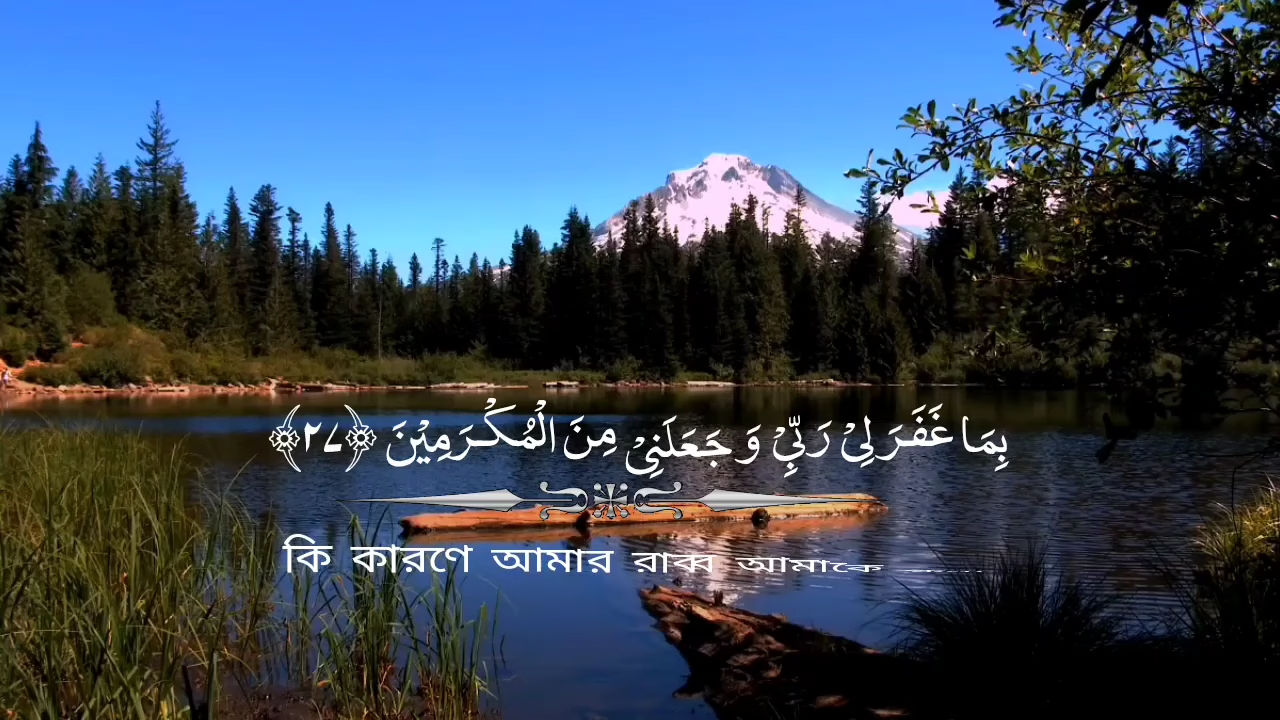 بِمَا غَفَرَ لِيْ رَبِّيْ وَ جَعَلَنِيْ مِنَ الْمُكْرَمِيْنَ ﴿٢٧﴾
কি কারণে আমার রাব্ব আমাকে